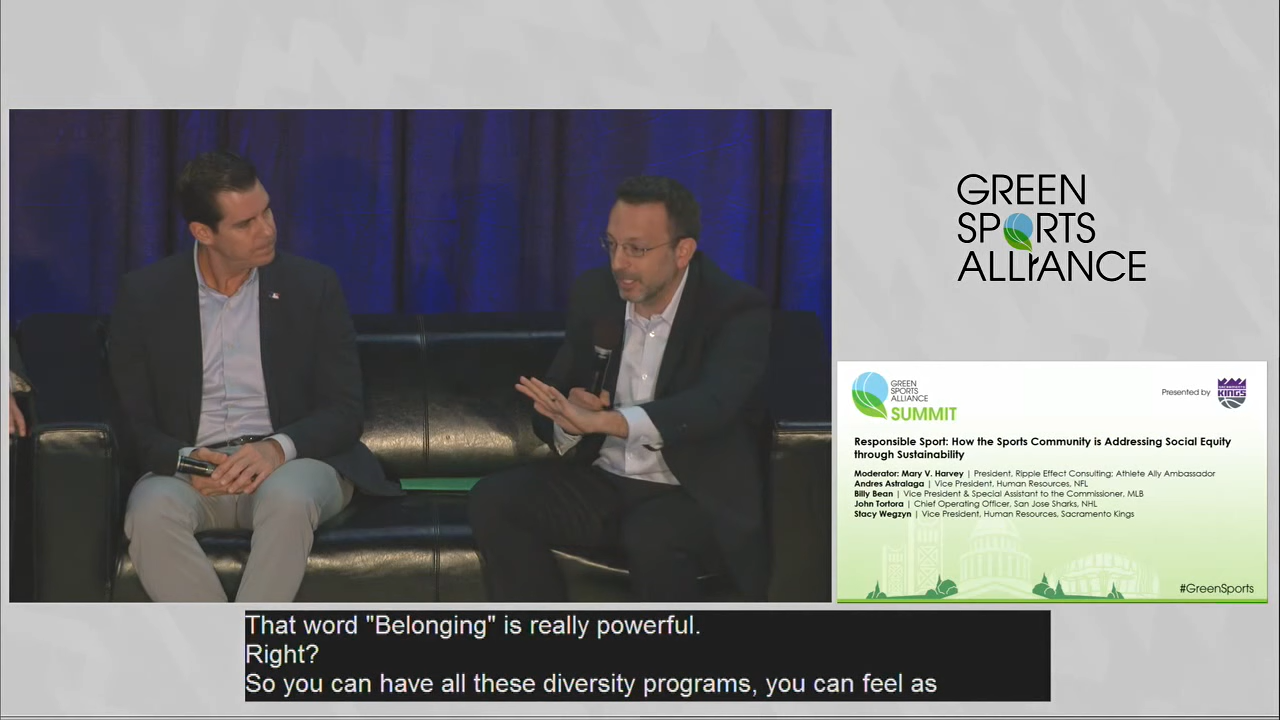 GREEN
SPORTS
ALLIANCE
GREEN
SPORTS
ALLIANCE
SUMMIT
Presented by
SACRAMENTO
KINGS
Responsible Sport: How the Sports Community is Addressing Social Equity
through Sustainability
Moderator: Mary V. Harvey | President, Ripple Effect Consulting; Athlete Ally Ambassador
Andres Astralaga | Vice President, Human Resources, NFL
Billy Bean | Vice President & Special Assistant to the Commissioner, MLB
John Tortora | Chief Operating Officer, San Jose Sharks, NHL
Stacy Wegzyn | Vice President, Human Resources, Sacramento Kings
#GreenSports
That word "Belonging" is really powerful.
Right?
So you can have all these diversity programs, you can feel as